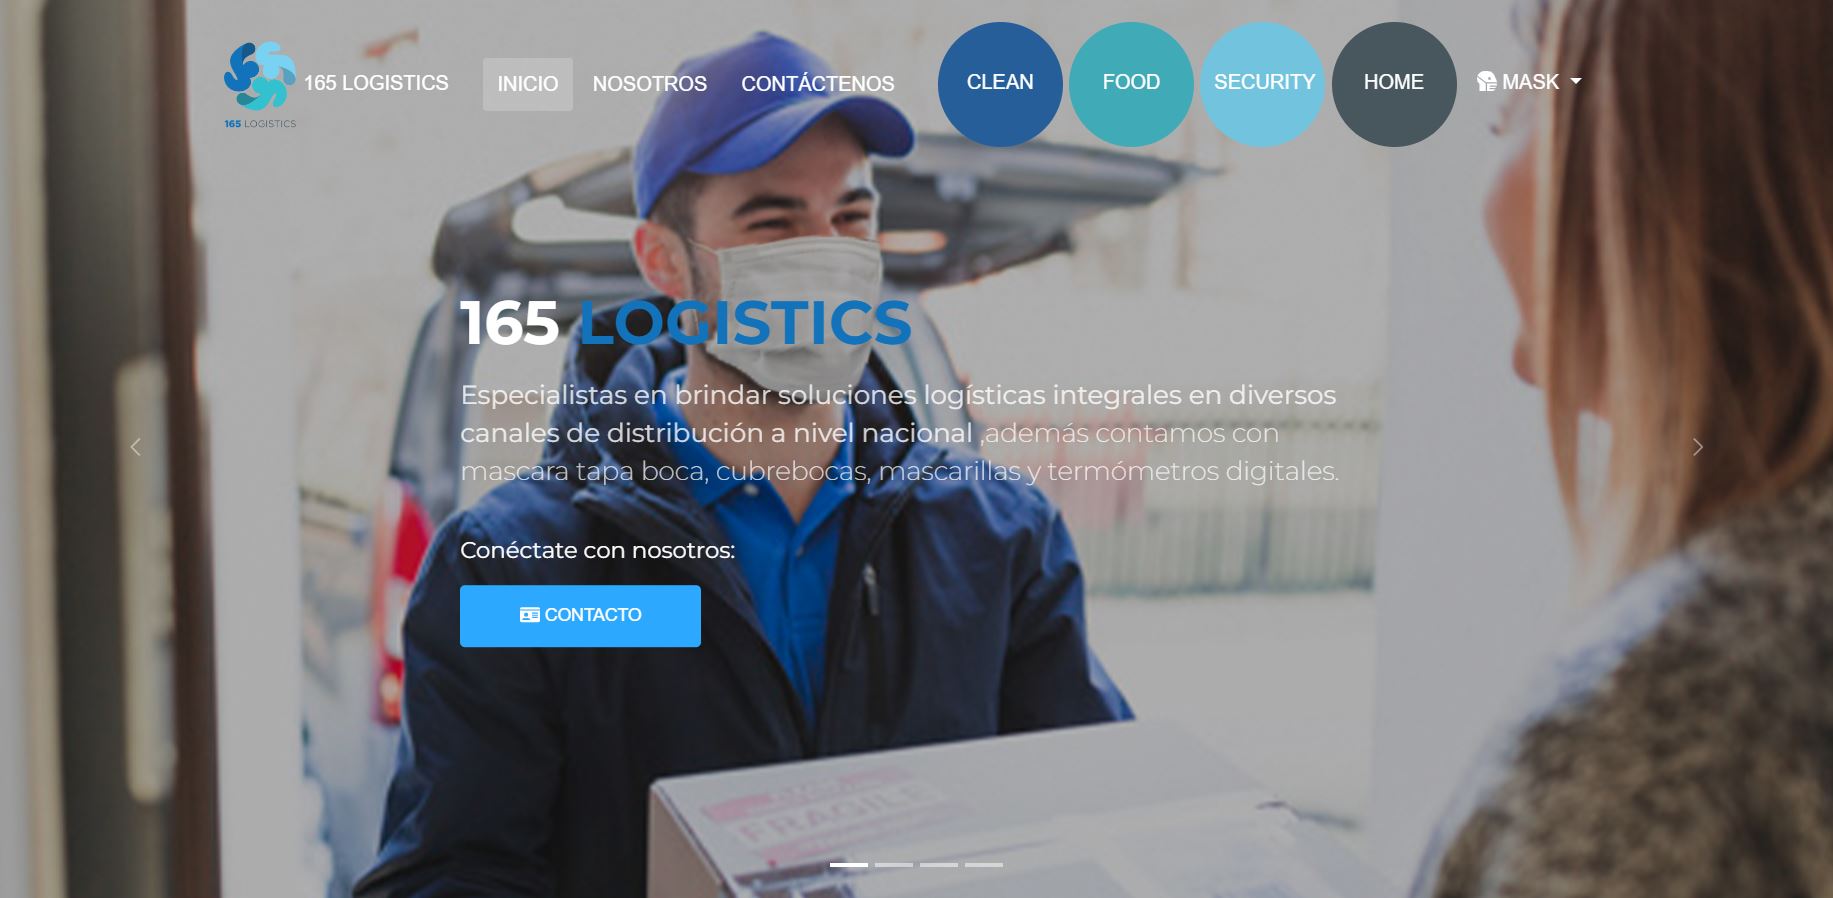 165 LOGISTICS
165 LOGISTICS
INICIO
NOSOTROS
CONTÁCTENOS
CLEAN
FOOD
SECURITY
HOME
MASK
165 LOGISTICS
Especialistas en brindar soluciones logísticas integrales en diversos
canales de distribución a nivel nacional ,además contamos con
mascara tapa boca, cubrebocas, mascarillas y termómetros digitales.
Conéctate con nosotros:
CONTACTO
FRAGILE